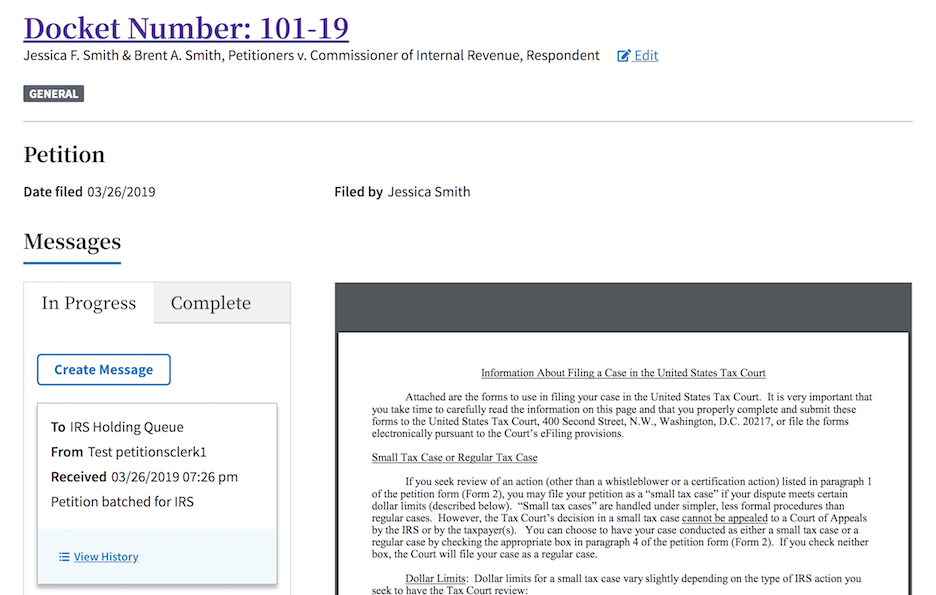 Docket Number: 101-19
Jessica F. Smith & Brent A. Smith, Petitioners v. Commissioner of Internal Revenue, Respondent Edit
GENERAL
Petition
Date filed 03/26/2019 Filed by Jessica Smith
Messages
In Progress Complete
Create Message
To IRS Holding Queue
From Test petitionsclerk1
Received 03/26/2019 07:26 pm
Petition batched for IRS
View History
Information About Filing a Case in the United States Tax Court
Attached are the forms to use in filing your case in the United States Tax Court. It is very important that
you take time to carefully read the information on this page and that you properly complete and submit these
forms to the United States Tax Court, 400 Second Street, N.W., Washington, D.C. 20217, or file the forms
electronically pursuant to the Court's eFiling provisions.
Small Tax Case or Regular Tax Case
If you seek review of an action (other than a whistleblower or a certification action) listed in paragraph 1
of the petition form (Form 2), you may file your petition as a “small tax case” if your dispute meets certain
dollar limits (described below). “Small tax cases” are handled under simpler, less formal procedures than
regular cases. However, the Tax Court's decision in a small tax case cannot be appealed to a Court of Appeals
by the IRS or by the taxpayer(s). You can choose to have your case conducted as either a small tax case or a
regular case by checking the appropriate box in paragraph 4 of the petition form (Form 2). If you check neither
box, the Court will file your case as a regular case.
Dollar Limits: Dollar limits for a small tax case vary slightly depending on the type of IRS action you
seek to have the Tax Court review: